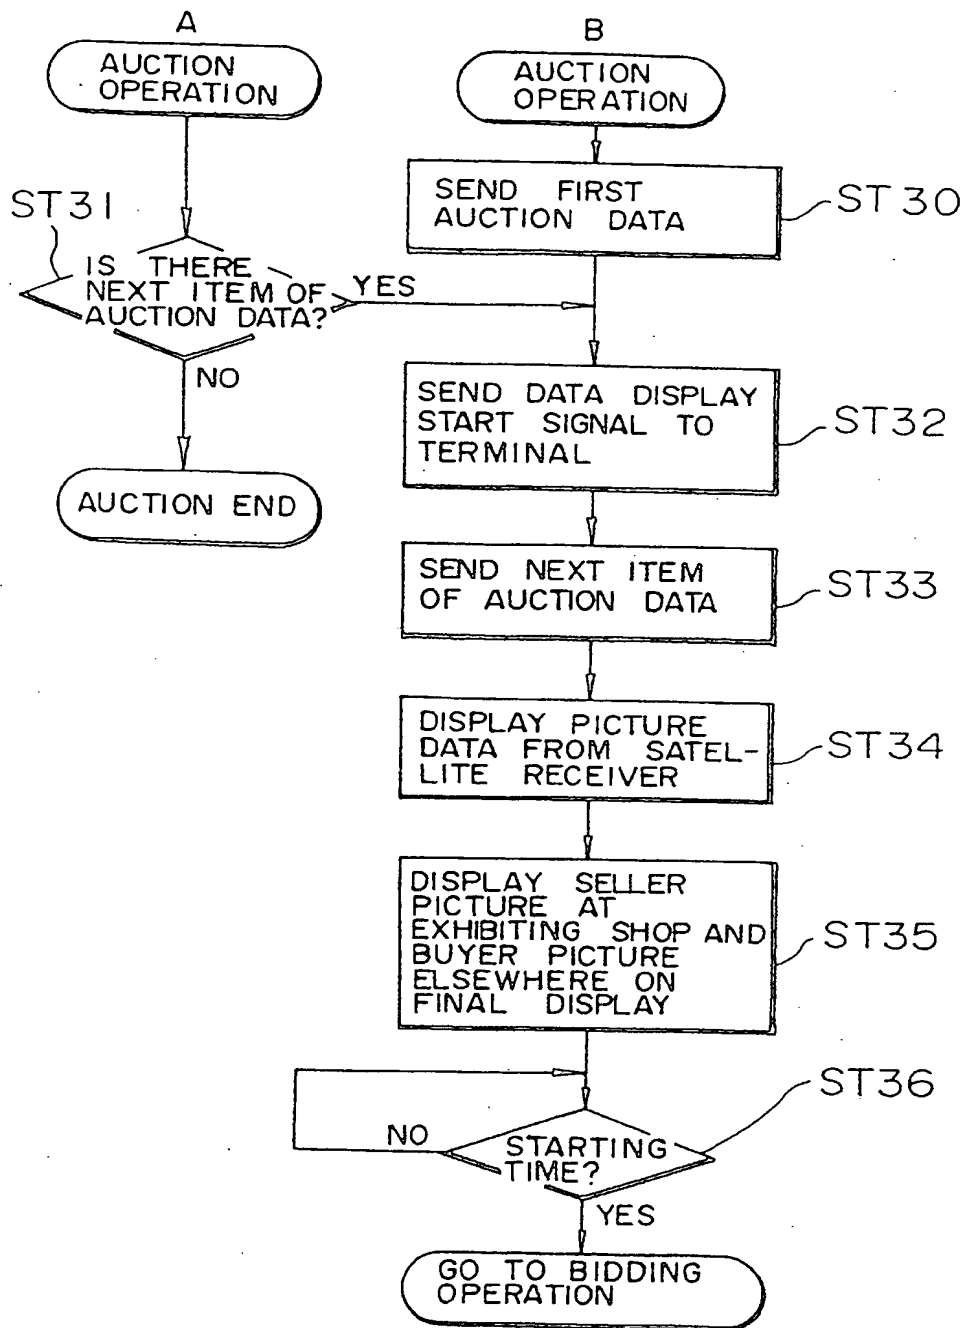 A
AUCTION
OPERATION
ST31
IS THERE
NEXT ITEM OF
AUCTION DATA?
YES
NO
AUCTION END
B
AUCTION
OPERATION
SEND FIRST
AUCTION DATA
ST30
SEND DATA DISPLAY
START SIGNAL TO
TERMINAL
ST32
SEND NEXT ITEM
OF AUCTION DATA
ST33
DISPLAY PICTURE
DATA FROM SATEL-
LITE RECEIVER
ST34
DISPLAY SELLER
PICTURE AT
EXHIBITING SHOP AND
BUYER PICTURE
ELSEWHERE ON
FINAL DISPLAY
ST35
ST36
NO
STARTING
TIME?
YES
GO TO BIDDING
OPERATION